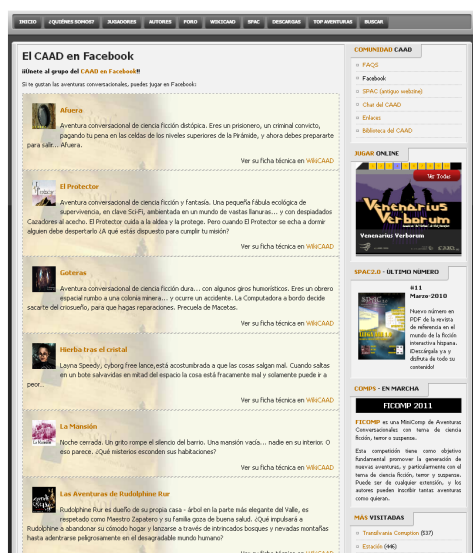 INICIO
¿QUIÉNES SOMOS?
JUGADORES
AUTORES
FORO
WIKICAAD
SPAC
DESCARGAS
TOP AVENTURAS
BUSCAR
El CAAD en Facebook
¡¡Únete al grupo del CAAD en Facebook!!
Si te gustan las aventuras conversacionales, puedes jugar en Facebook:
Afuera
Aventura conversacional de ciencia ficción distópica. Eres un prisionero, un criminal convicto,
pagando tu pena en las celdas de los niveles superiores de la Pirámide, y ahora debes prepararte
para salir... Afuera.
Ver su ficha técnica en WikiCAAD
El Protector
Aventura conversacional de ciencia ficción y fantasía. Una pequeña fábula ecológica de
supervivencia, en clave Sci-Fi, ambientada en un mundo de vastas llanuras... y con despiadados
Cazadores al acecho. El Protector cuida a la aldea y la protege. Pero cuando El Protector se echa a dormir
alguien debe despertarlo ¿A qué estás dispuesto para cumplir tu misión?
Ver su ficha técnica en WikiCAAD
Goteras
Aventura conversacional de ciencia ficción dura... con algunos giros humorísticos. Eres un obrero
espacial rumbo a una colonia minera... y ocurre un accidente. La Computadora a bordo decide
sacarte del criosueño, para que hagas reparaciones. Precuela de Macetas.
Ver su ficha técnica en WikiCAAD
Hierba tras el cristal
Layna Speedy, cyborg free lance,está acostumbrada a que las cosas salgan mal. Cuando saltas
en un bote salvavidas en mitad del espacio la cosa está fracamente mal y solamente puede ir a
peor...
Ver su ficha técnica en WikiCAAD
La Mansión
Noche cerrada. Un grito rompe el silencio del barrio. Una mansión vacía... nadie en su interior. O
eso parece. ¿Qué misterios esconden sus habitaciones?
Ver su ficha técnica en WikiCAAD
Las Aventuras de Rudolphine Rur
Rudolphine Rur es dueño de su propia casa - árbol en la parte más elegante del Valle, es
respetado como Maestro Zapatero y su familia goza de buena salud. ¿Qué impulsará a
Rudolphine a abandonar su cómodo hogar y lanzarse a través de intrincados bosques y nevadas montañas
hasta adentrarse peligrosamente en el desagradable mundo humano?
Ver su ficha técnica en WikiCAAD
COMUNIDAD CAAD
FAQS
Facebook
SPAC (antiguo webzine)
Chat del CAAD
Enlaces
Biblioteca del CAAD
JUGAR ONLINE
Ver Todas
Venenarius
Verborum
Venenarius Verborum
SPAC2.0 - ÚLTIMO NÚMERO
SPAC
#11
Marzo-2010
Nuevo número en
PDF de la revista
de referencia en el
mundo de la ficción
interactiva hispana.
¡Descárgala ya y
disfruta de todo su
contenido!
COMPS - EN MARCHA
FICOMP 2011
FICOMP es una MiniComp de Aventuras
Conversacionales con tema de ciencia
ficción, terror o suspense.
Esta competición tiene como objetivo
fundamental promover la generación de
nuevas aventuras, y particularmente con el
tema de ciencia ficción, terror y suspense.
Puede ser de cualquier extensión, y los
autores pueden inscribir tantas aventuras
como quieran.
MÁS VISITADAS
Transilvania Corruption (537)
Estación (446)